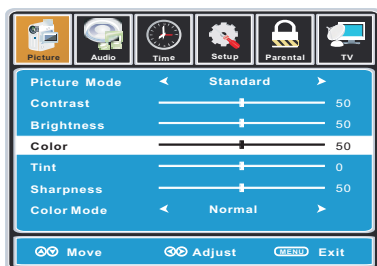 Picture Audio Time Setup Parental TV
Picture Mode Standard
Contrast 50
Brightness 50
Color 50
Tint 0
Sharpness 50
Color Mode Normal
Move Adjust MENU Exit